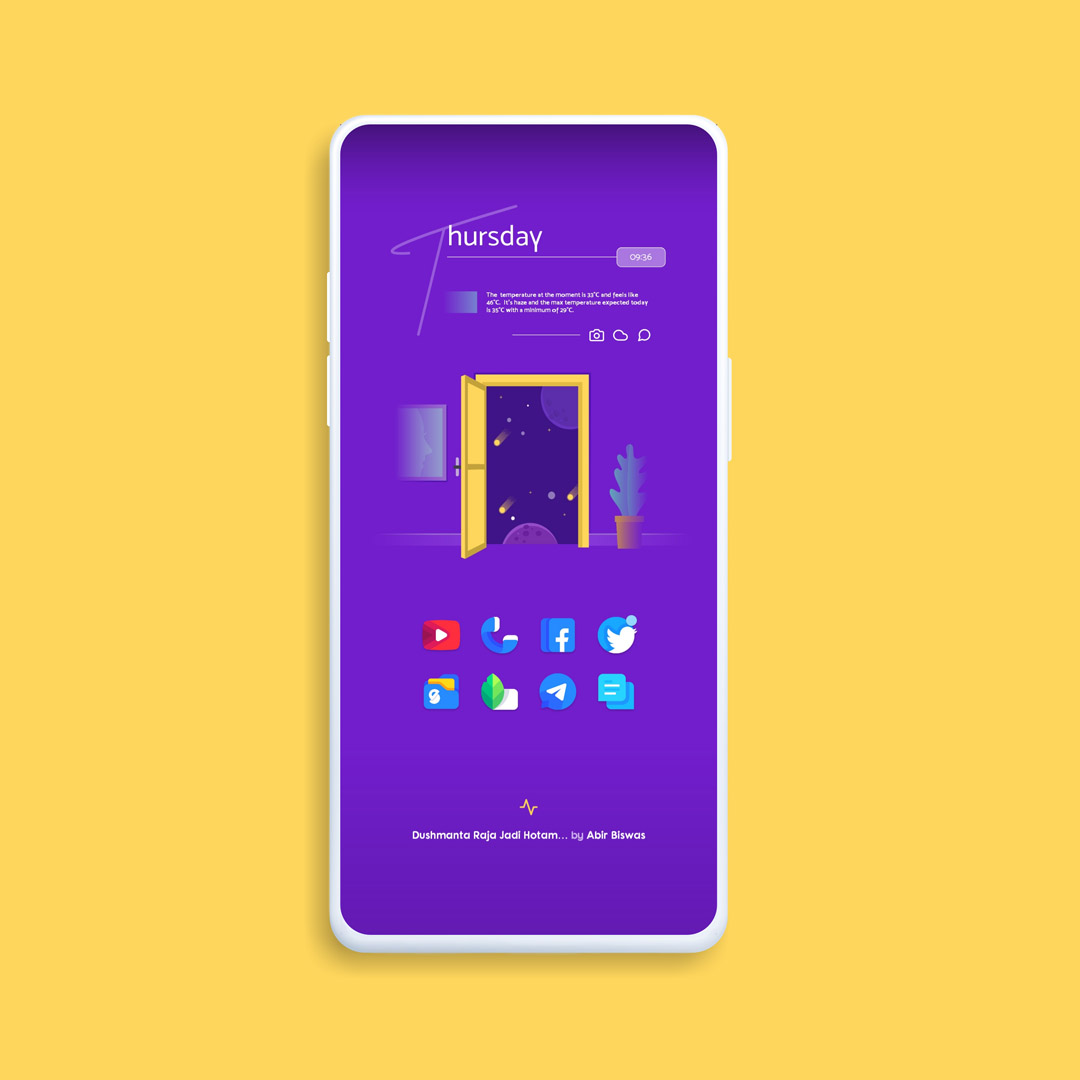 Thursday
09:36
The temperature at the moment is 33°C and feels like
46°C. It's haze and the max temperature expected today
is 35°C with a minimum of 29°C.
Dushmanta Raja Jadi Hotam... by Abir Biswas